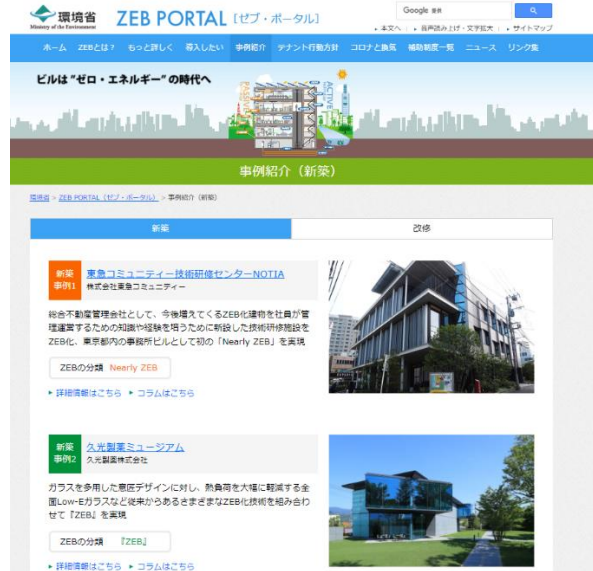 環境省
Ministry of the Environment
ZEB PORTAL [ゼブ・ポータル]
Google 提供
本文へ
音声読み上げ・文字拡大
サイトマップ
ホーム ZEBとは？ もっと詳しく 導入したい 事例紹介 テナント行動方針 コロナと換気 補助制度一覧 ニュース リンク集
ビルは“ゼロ・エネルギー”の時代へ
PASSIVE
ACTIVE
事例紹介（新築）
環境省 > ZEB PORTAL（ゼブ・ポータル） > 事例紹介（新築）
新築
改修
新築
事例1
東急コミュニティー技術研修センターNOTIA
株式会社東急コミュニティー
総合不動産管理会社として、今後増えてくるZEB化建物を社員が管
理運営するための知識や経験を培うために新設した技術研修施設を
ZEB化、東京都内の事務所ビルとして初の「Nearly ZEB」を実現
ZEBの分類 Nearly ZEB
詳細情報はこちら
コラムはこちら
新築
事例2
久光製薬ミュージアム
久光製薬株式会社
ガラスを多用した意匠デザインに対し、熱負荷を大幅に軽減する全
面Low-Eガラスなど従来からあるさまざまなZEB化技術を組み合わ
せて『ZEB』を実現
ZEBの分類 『ZEB』
詳細情報はこちら
コラムはこちら